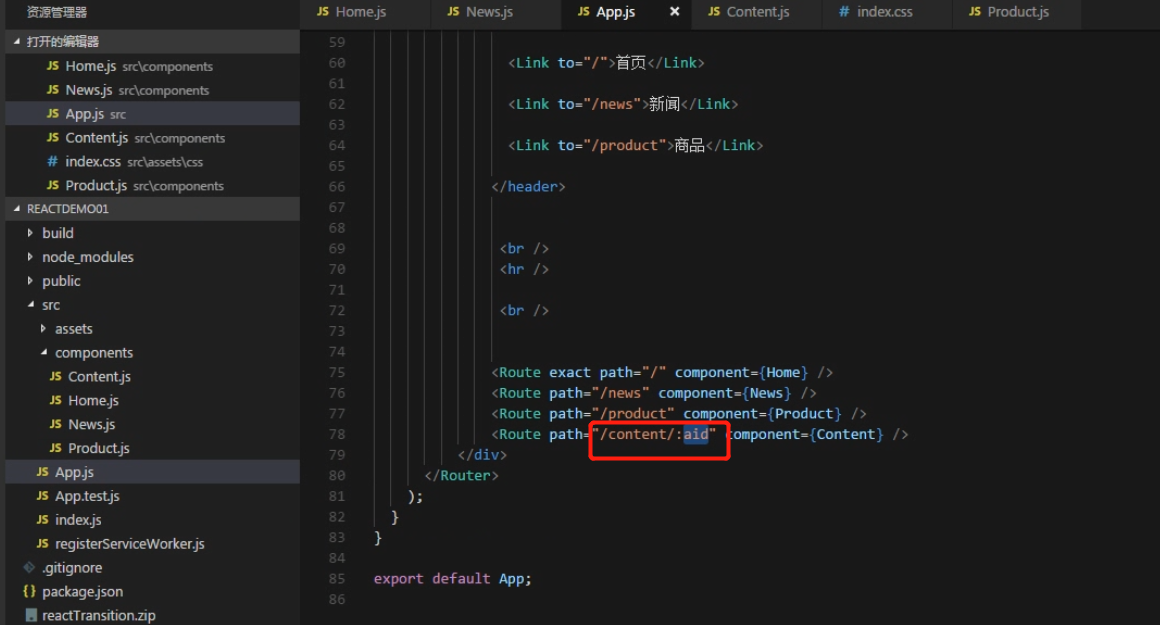 资源管理器
打开的编辑器
JS Home.js src\components
JS News.js src\components
JS App.js src
JS Content.js src\components
# index.css src\assets\css
JS Product.js src\components
REACTDEMO01
build
node_modules
public
src
assets
components
JS Content.js
JS Home.js
JS News.js
JS Product.js
JS App.js
JS App.test.js
JS index.js
JS registerServiceWorker.js
.gitignore
{} package.json
reactTransition.zip
JS Home.js JS News.js JS App.js × JS Content.js # index.css JS Product.js
59
60 <Link to="/">首页</Link>
61
62 <Link to="/news">新闻</Link>
63
64 <Link to="/product">商品</Link>
65
66 </header>
67
68
69 <br />
70 <hr />
71
72 <br />
73
74
75 <Route exact path="/" component={Home} />
76 <Route path="/news" component={News} />
77 <Route path="/product" component={Product} />
78 <Route path="/content/:aid" component={Content} />
79 </div>
80 </Router>
81 );
82 }
83 }
84
85 export default App;
86